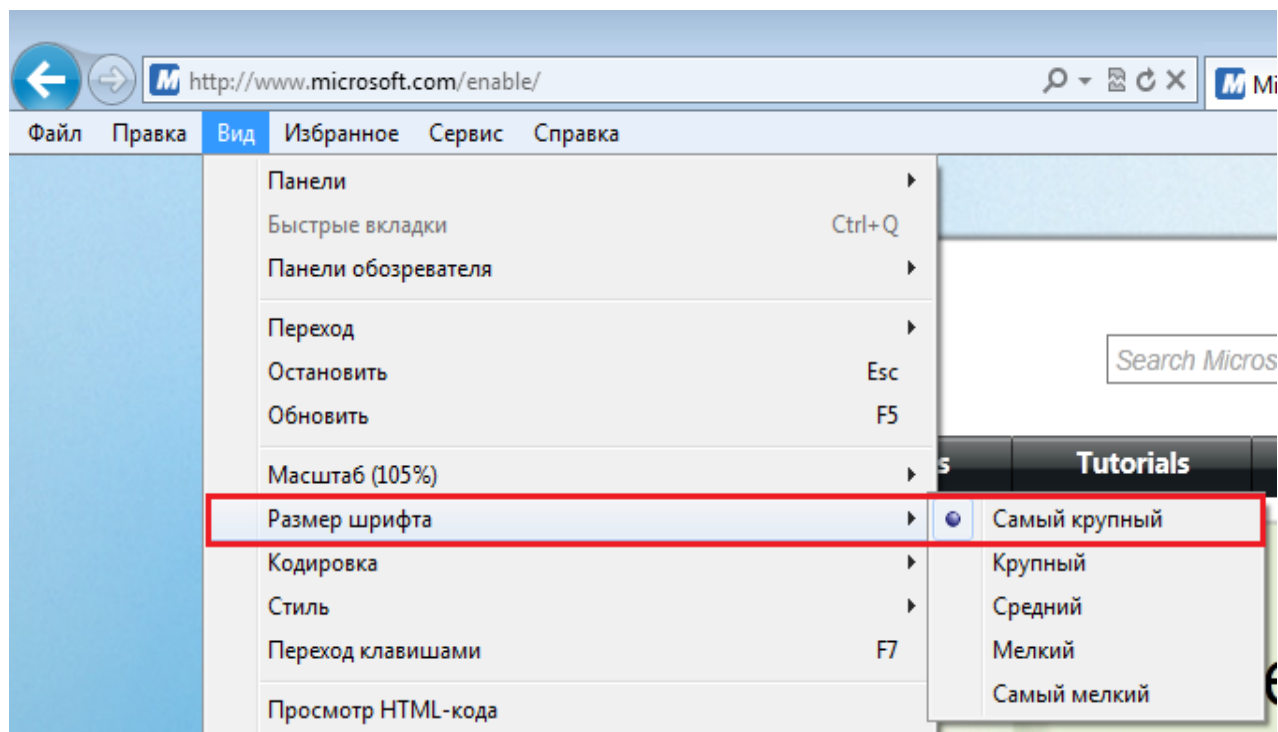 M http://www.microsoft.com/enable/
M Mi
Файл Правка Вид Избранное Сервис Справка
Панели
Быстрые вкладки Ctrl+Q
Панели обозревателя
Переход
Остановить Esc
Обновить F5
Search Micros
Масштаб (105%)
s Tutorials
Размер шрифта Самый крупный
Кодировка Крупный
Стиль Средний
Переход клавишами F7 Мелкий
Самый мелкий
Просмотр HTML-кода